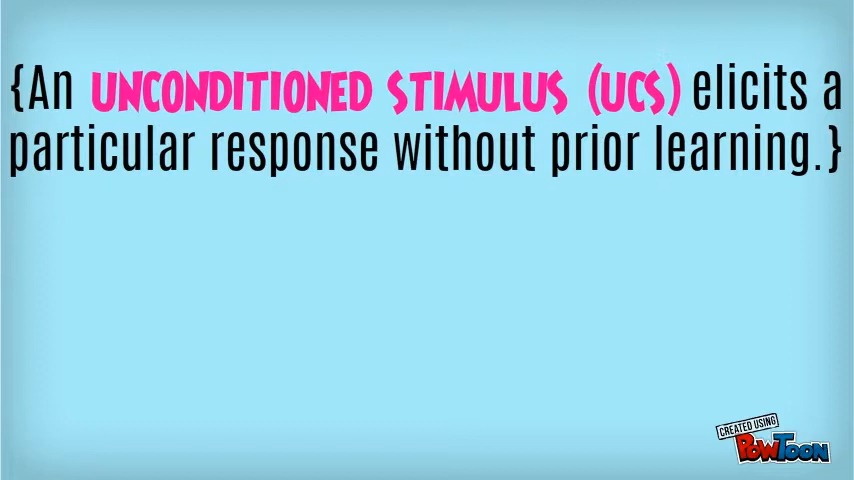 {An UNCONDITIONED STIMULUS (UCS) elicits a
particular response without prior learning.}
CREATED USING
POWTOON